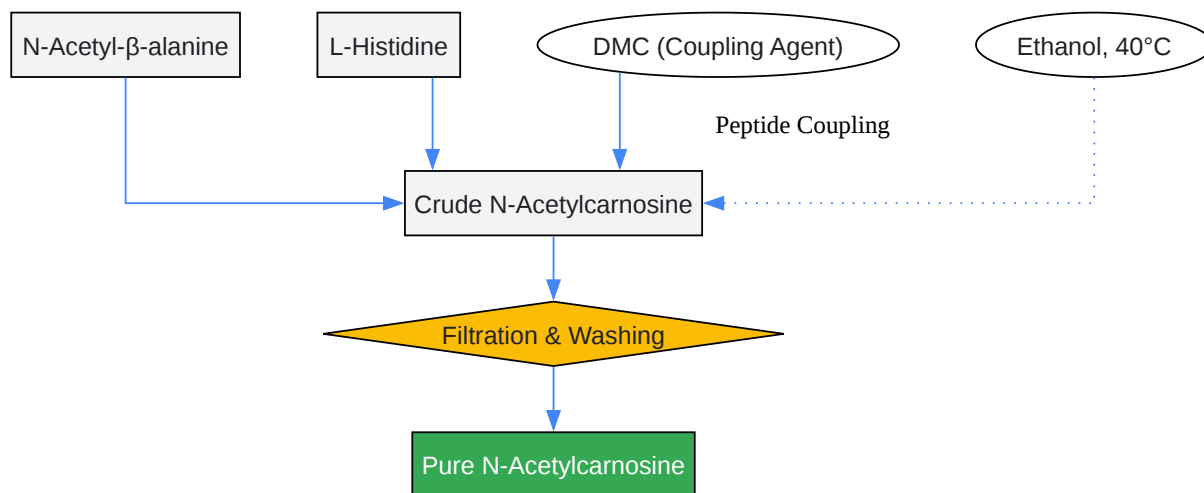 N-Acetyl-β-alanine
L-Histidine
DMC (Coupling Agent)
Ethanol, 40°C
Peptide Coupling
Crude N-Acetylcarnosine
Filtration & Washing
Pure N-Acetylcarnosine